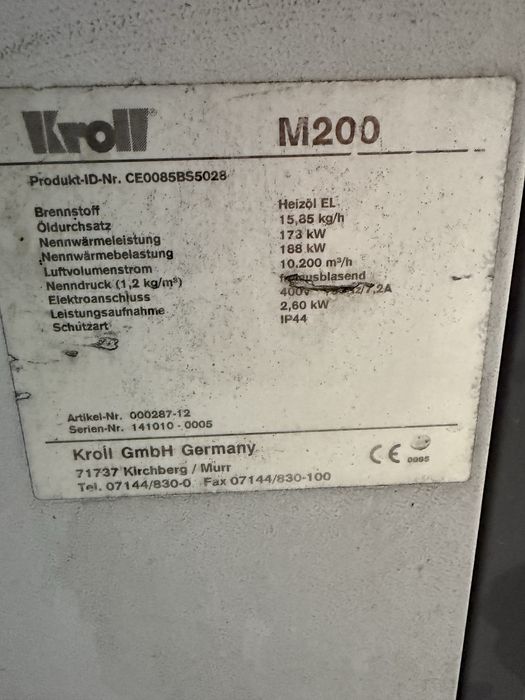 Kroll M200
Produkt-ID-Nr. CE0085BS5028
Brennstoff Heizöl EL
Öldurchsatz 15,85 kg/h
Nennwärmeleistung 173 kW
Nennwärmebelastung 188 kW
Luftvolumenstrom 10.200 m³/h
Nenndruck (1,2 kg/m³)
Elektroanschluss 400V 7,2A
Leistungsaufnahme 2,60 kW
Schutzart IP44
Artikel-Nr. 000287-12
Serien-Nr. 141010 - 0005
Kroll GmbH Germany
71737 Kirchberg / Murr
Tel. 07144/830-0 Fax 07144/830-100
CE 0085